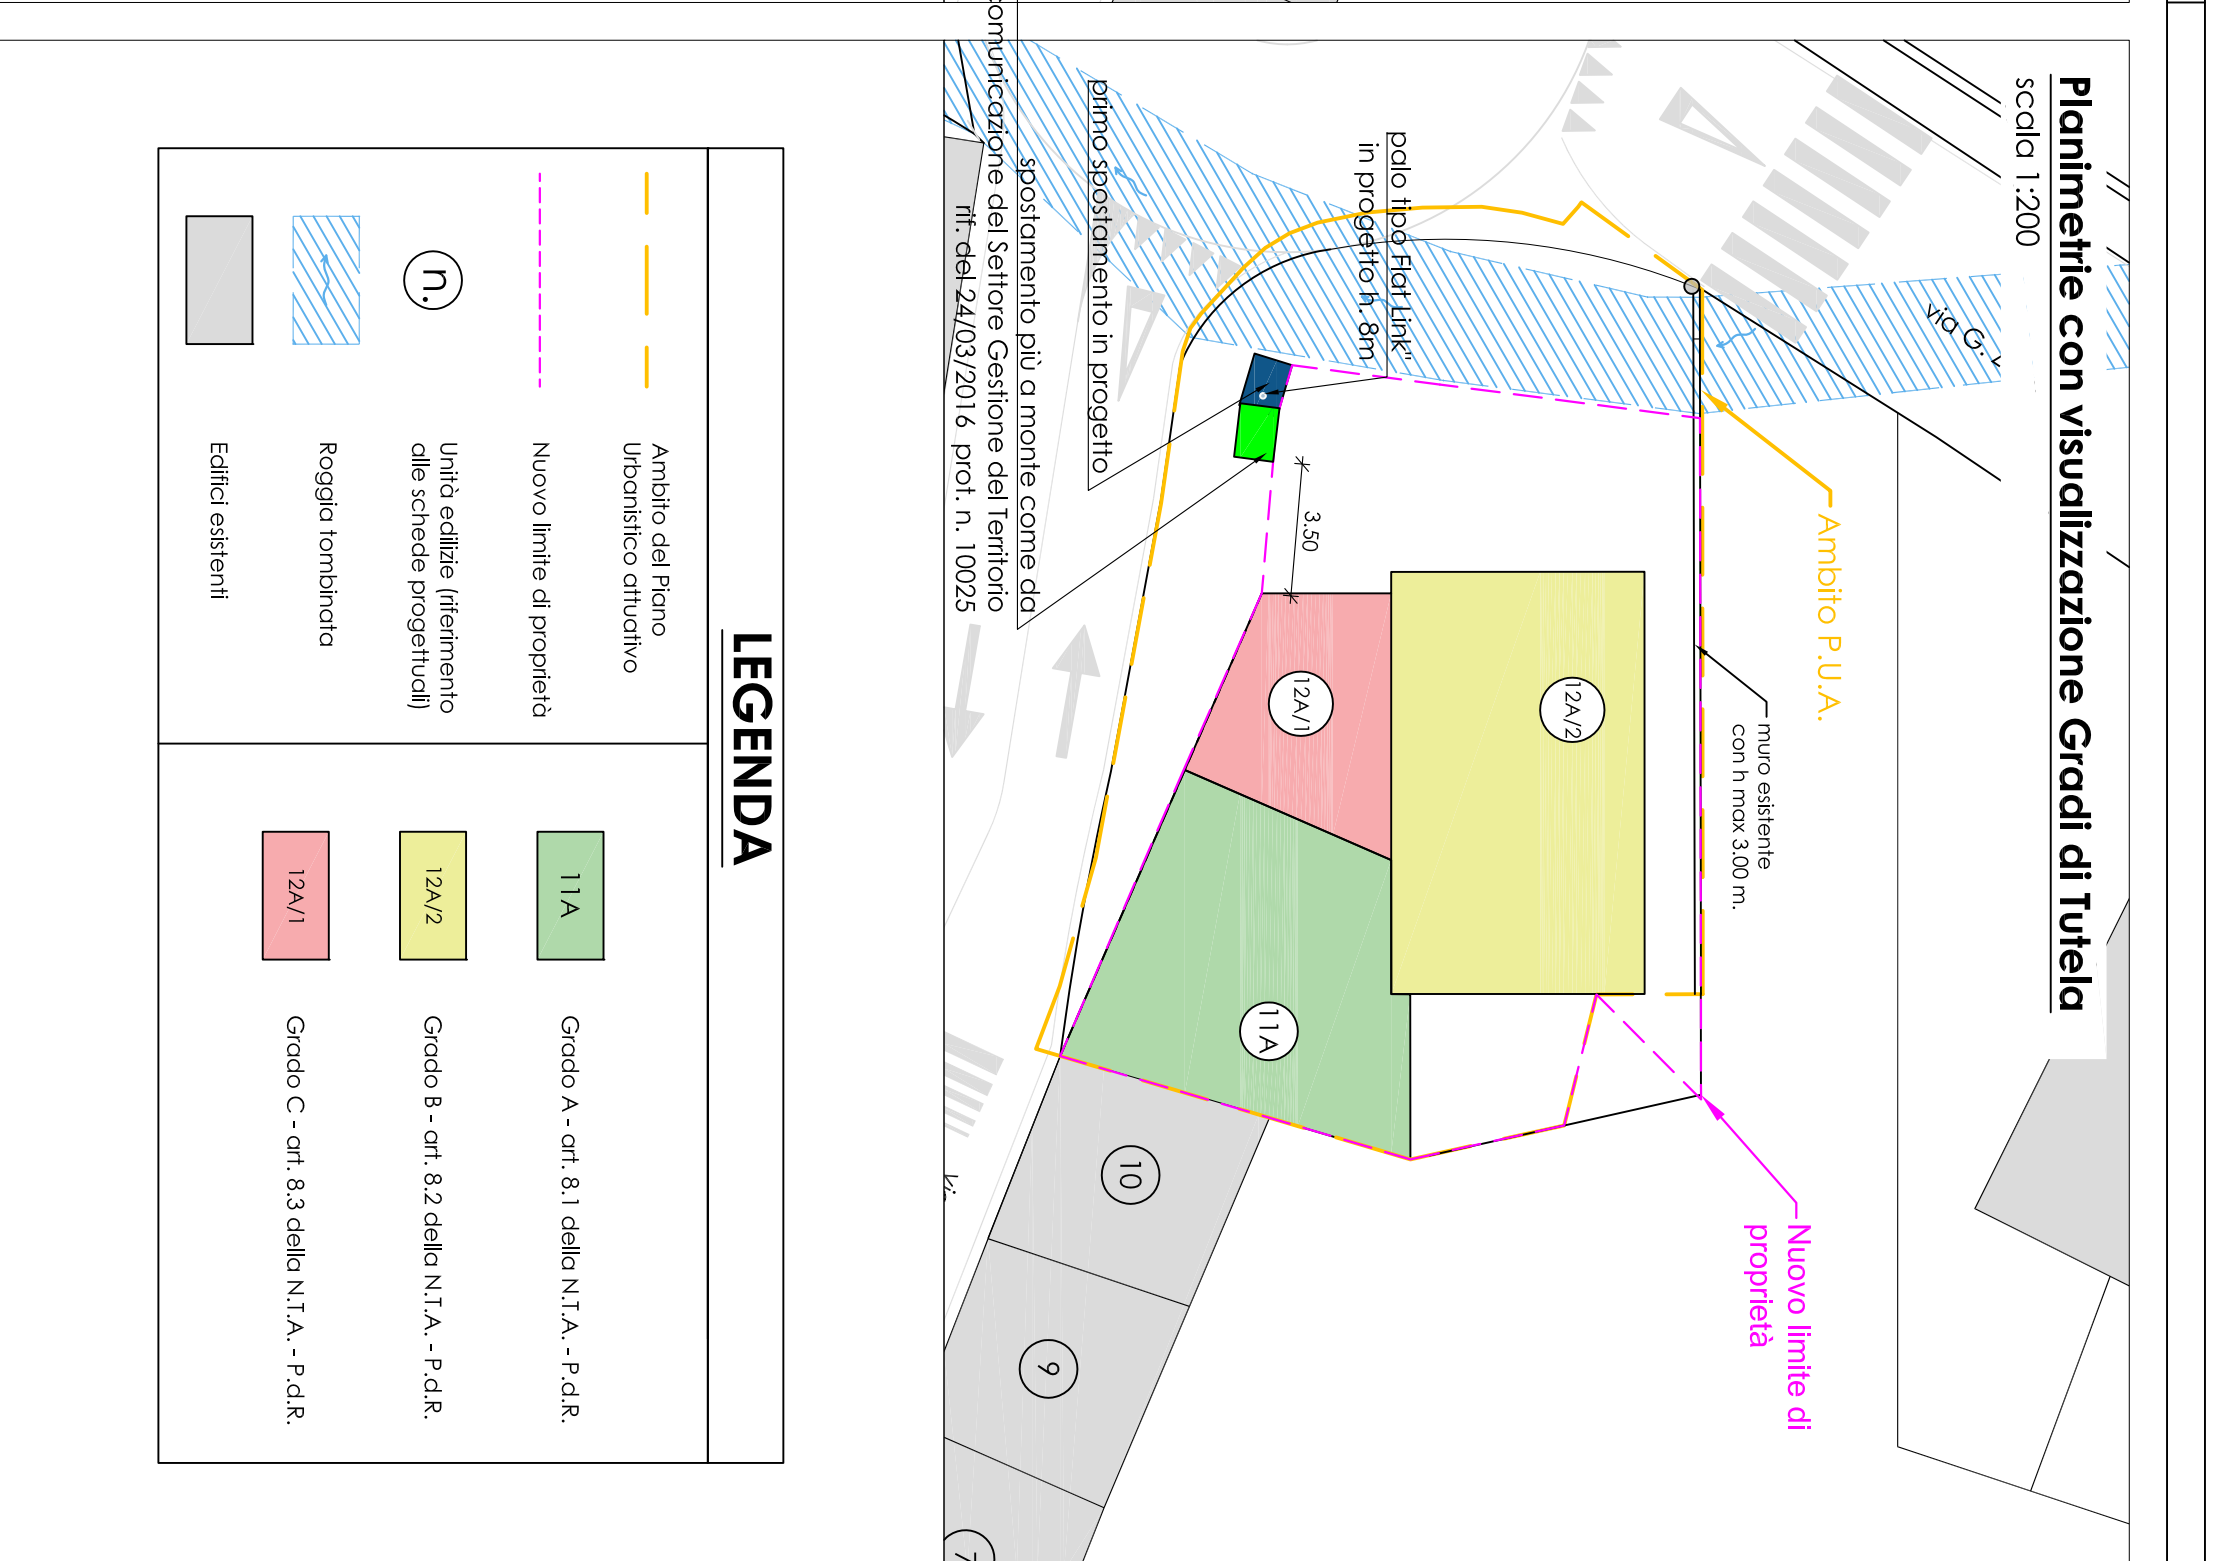 Planimetrie con visualizzazione Gradi di Tutela
scala 1:200
via G.
Ambito P.U.A.
muro esistente
con h max 3.00 m.
Nuovo limite di
proprietà
palo tipo Flat Link"
in progetto h. 8m
primo spostamento in progetto
spostamento più a monte come da
comunicazione del Settore Gestione del Territorio
rif. del 24/03/2016 prot. n. 10025
3.50
12A/2
12A/1
11A
10
9
7
LEGENDA
Ambito del Piano
Urbanistico attuativo
Nuovo limite di proprietà
n.
Unità edilizie (riferimento
alle schede progettuali)
Roggia tombinata
Edifici esistenti
11A
Grado A - art. 8.1 della N.T.A. - P.d.R.
12A/2
Grado B - art. 8.2 della N.T.A. - P.d.R.
12A/1
Grado C - art. 8.3 della N.T.A. - P.d.R.